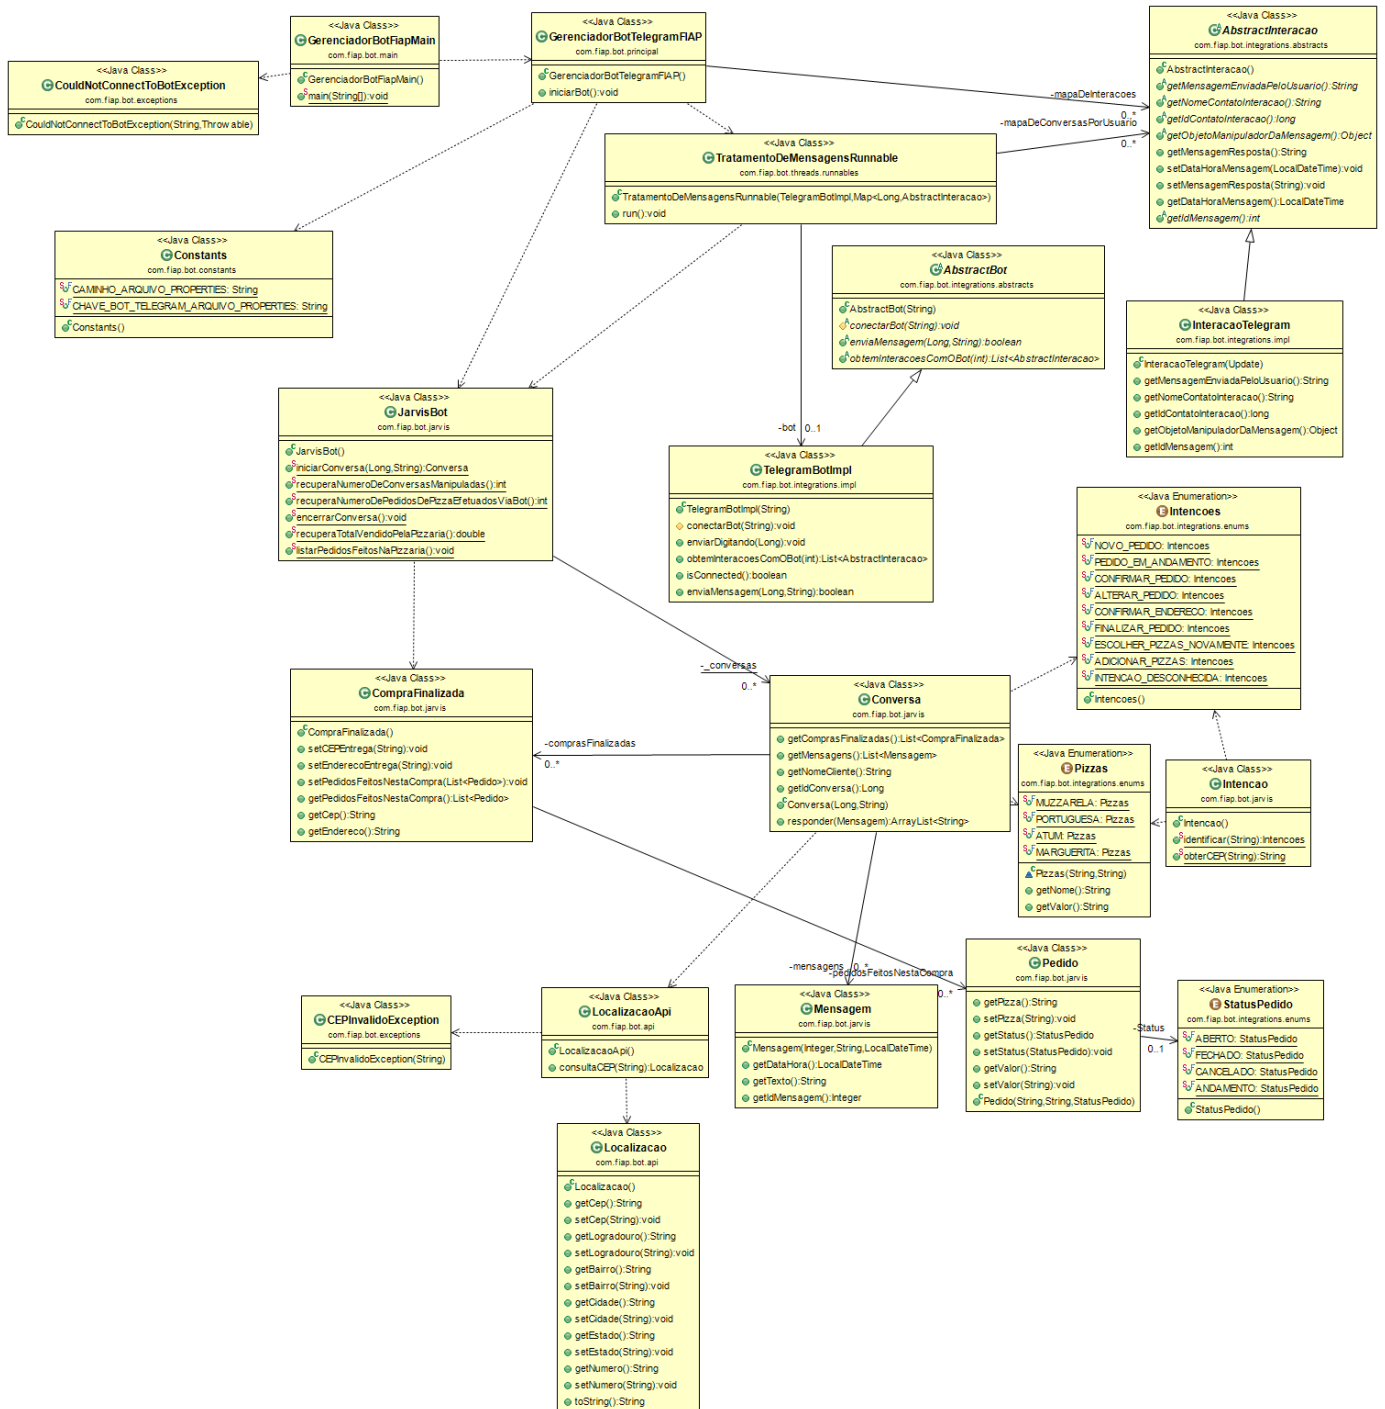 <<Java Class>>
GerenciadorBotFiapMain
com.fiap.bot.main
GerenciadorBotFiapMain()
main(String[]):void
<<Java Class>>
GerenciadorBotTelegramFIAP
com.fiap.bot.principal
GerenciadorBotTelegramFIAP()
iniciarBot():void
<<Java Class>>
AbstractInteracao
com.fiap.bot.integrations.abstracts
AbstractInteracao()
getMensagemEnviadaPeloUsuario():String
getNomeContatoInteracao():String
getIdContatoInteracao():long
getObjetoManipuladorDaMensagem():Object
getMensagemResposta():String
setDataHoraMensagem(LocalDateTime):void
setMensagemResposta(String):void
getDataHoraMensagem():LocalDateTime
getIdMensagem():int
<<Java Class>>
CouldNotConnectToBotException
com.fiap.bot.exceptions
CouldNotConnectToBotException(String,Throwable)
-mapaDeInteracoes
0..*
-mapaDeConversasPorUsuario
0..*
<<Java Class>>
TratamentoDeMensagensRunnable
com.fiap.bot.threads.runnables
TratamentoDeMensagensRunnable(TelegramBotImpl,Map<Long,AbstractInteracao>)
run():void
<<Java Class>>
Constants
com.fiap.bot.constants
CAMINHO_ARQUIVO_PROPERTIES: String
CHAVE_BOT_TELEGRAM_ARQUIVO_PROPERTIES: String
Constants()
<<Java Class>>
AbstractBot
com.fiap.bot.integrations.abstracts
AbstractBot(String)
conectarBot(String):void
enviaMensagem(Long,String):boolean
obtemInteracoesComOBot(int):List<AbstractInteracao>
<<Java Class>>
InteracaoTelegram
com.fiap.bot.integrations.impl
InteracaoTelegram(Update)
getMensagemEnviadaPeloUsuario():String
getNomeContatoInteracao():String
getIdContatoInteracao():long
getObjetoManipuladorDaMensagem():Object
getIdMensagem():int
<<Java Class>>
JarvisBot
com.fiap.bot.jarvis
JarvisBot()
iniciarConversa(Long,String):Conversa
recuperaNumeroDeConversasManipuladas():int
recuperaNumeroDePedidosDePizzaEfetuadosViaBot():int
encerrarConversa():void
recuperaTotalVendidoPelaPizzaria():double
listarPedidosFeitosNaPizzaria():void
-bot
0..1
<<Java Class>>
TelegramBotImpl
com.fiap.bot.integrations.impl
TelegramBotImpl(String)
conectarBot(String):void
enviarDigitando(Long):void
obtemInteracoesComOBot(int):List<AbstractInteracao>
isConnected():boolean
enviaMensagem(Long,String):boolean
<<Java Enumeration>>
Intencoes
com.fiap.bot.integrations.enums
NOVO_PEDIDO: Intencoes
PEDIDO_EM_ANDAMENTO: Intencoes
CONFIRMAR_PEDIDO: Intencoes
ALTERAR_PEDIDO: Intencoes
CONFIRMAR_ENDERECO: Intencoes
FINALIZAR_PEDIDO: Intencoes
ESCOLHER_PIZZAS_NOVAMENTE: Intencoes
ADICIONAR_PIZZAS: Intencoes
INTENCAO_DESCONHECIDA: Intencoes
Intencoes()
<<Java Class>>
CompraFinalizada
com.fiap.bot.jarvis
CompraFinalizada()
setCEPEntrega(String):void
setEnderecoEntrega(String):void
setPedidosFeitosNestaCompra(List<Pedido>):void
getPedidosFeitosNestaCompra():List<Pedido>
getCep():String
getEndereco():String
-_conversas
0..*
-comprasFinalizadas
0..*
<<Java Class>>
Conversa
com.fiap.bot.jarvis
getComprasFinalizadas():List<CompraFinalizada>
getMensagens():List<Mensagem>
getNomeCliente():String
getIdConversa():Long
Conversa(Long,String)
responder(Mensagem):ArrayList<String>
<<Java Enumeration>>
Pizzas
com.fiap.bot.integrations.enums
MUZZARELA: Pizzas
PORTUGUESA: Pizzas
ATUM: Pizzas
MARGUERITA: Pizzas
Pizzas(String,String)
getNome():String
getValor():String
<<Java Class>>
Intencao
com.fiap.bot.jarvis
Intencao()
identificar(String):Intencoes
obterCEP(String):String
-mensagens
0..*
-pedidosFeitosNestaCompra
0..*
<<Java Class>>
CEPInvalidoException
com.fiap.bot.exceptions
CEPInvalidoException(String)
<<Java Class>>
LocalizacaoApi
com.fiap.bot.api
LocalizacaoApi()
consultaCEP(String):Localizacao
<<Java Class>>
Mensagem
com.fiap.bot.jarvis
Mensagem(Integer,String,LocalDateTime)
getDataHora():LocalDateTime
getTexto():String
getIdMensagem():Integer
<<Java Class>>
Pedido
com.fiap.bot.jarvis
getPizza():String
setPizza(String):void
getStatus():StatusPedido
setStatus(StatusPedido):void
getValor():String
setValor(String):void
Pedido(String,String,StatusPedido)
-Status
0..1
<<Java Enumeration>>
StatusPedido
com.fiap.bot.integrations.enums
ABERTO: StatusPedido
FECHADO: StatusPedido
CANCELADO: StatusPedido
ANDAMENTO: StatusPedido
StatusPedido()
<<Java Class>>
Localizacao
com.fiap.bot.api
Localizacao()
getCep():String
setCep(String):void
getLogradouro():String
setLogradouro(String):void
getBairro():String
setBairro(String):void
getCidade():String
setCidade(String):void
getEstado():String
setEstado(String):void
getNumero():String
setNumero(String):void
toString():String